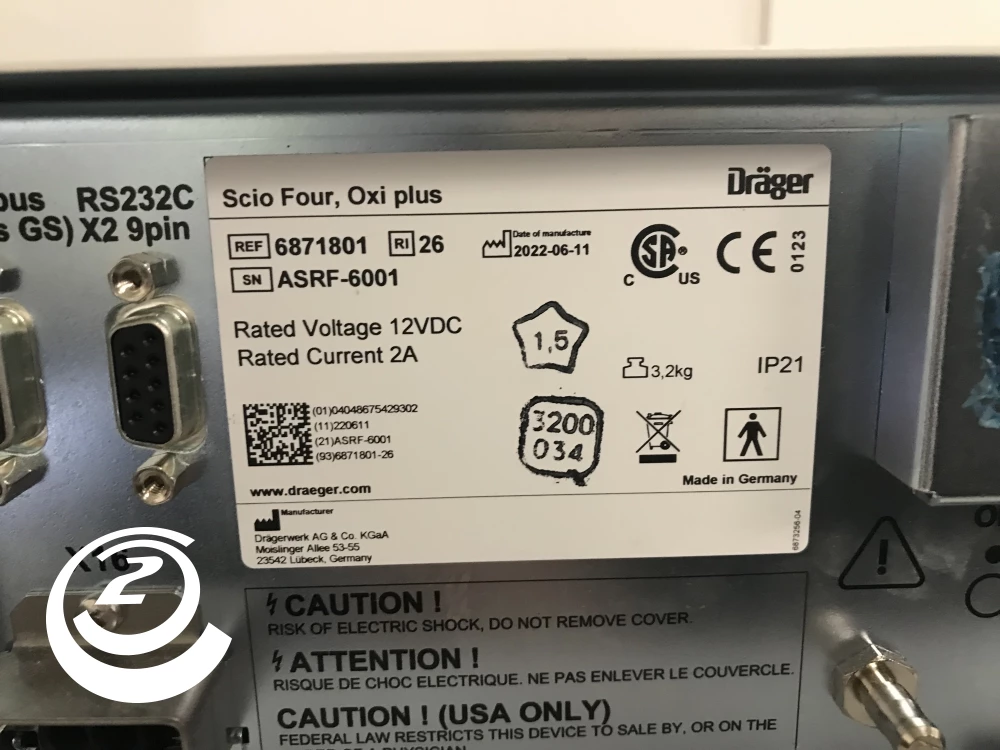 Dräger
Scio Four, Oxi plus
RS232C
s GS) X2 9pin
REF 6871801 RI 26
Date of manufacture
2022-06-11
SN ASRF-6001
CSA® C US
CE 0123
Rated Voltage 12VDC
Rated Current 2A
1,5
3,2kg
IP21
(01)04048675429302
(11)220611
(21)ASRF-6001
(93)6871801-26
3200
034
www.draeger.com
Made in Germany
Manufacturer
Drägerwerk AG & Co. KGaA
Moislinger Allee 53-55
23542 Lübeck, Germany
X16
CAUTION !
RISK OF ELECTRIC SHOCK, DO NOT REMOVE COVER.
ATTENTION !
RISQUE DE CHOC ELECTRIQUE. NE PAS ENLEVER LE COUVERCLE.
CAUTION ! (USA ONLY)
FEDERAL LAW RESTRICTS THIS DEVICE TO SALE BY, OR ON THE